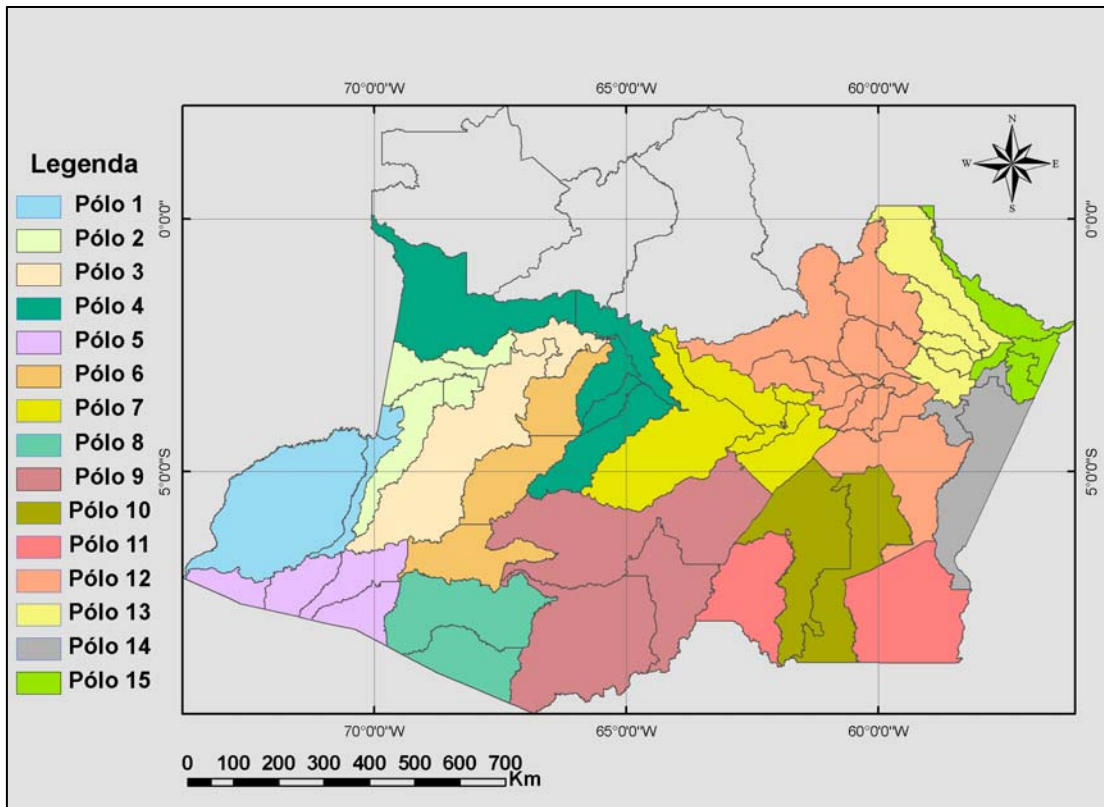 70°0'0"W 65°0'0"W 60°0'0"W
N
W E
S
Legenda
Pólo 1
Pólo 2
Pólo 3
Pólo 4
Pólo 5
Pólo 6
Pólo 7
Pólo 8
Pólo 9
Pólo 10
Pólo 11
Pólo 12
Pólo 13
Pólo 14
Pólo 15
0°0'0"
5°0'0"S
0°0'0"
5°0'0"S
70°0'0"W 65°0'0"W 60°0'0"W
0 100 200 300 400 500 600 700
Km